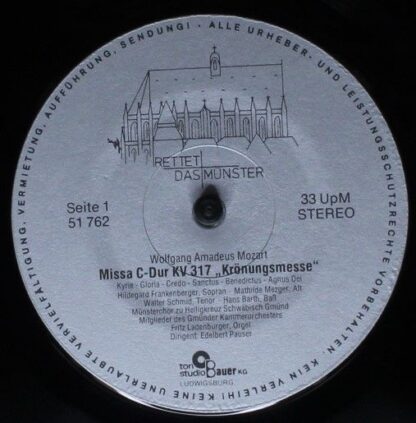 ALLE URHEBER- UND LEISTUNGSSCHUTZRECHTE VORBEHALTEN · KEIN VERLEIH! KEINE UNERLAUBTE VERVIELFÄLTIGUNG, VERMIETUNG, AUFFÜHRUNG, SENDUNG! ·
RETTET
DAS MÜNSTER
Seite 1
51 762
33 UpM
STEREO
Wolfgang Amadeus Mozart
Missa C-Dur KV 317 „Krönungsmesse“
Kyrie - Gloria - Credo - Sanctus - Benedictus - Agnus Dei
Hildegard Frankenberger, Sopran - Mathilde Mezger, Alt
Walter Schmid, Tenor - Hans Barth, Baß
Münsterchor zu Heiligkreuz Schwäbisch Gmünd
Mitglieder des Gmünder Kammerorchesters
Fritz Ladenburger, Orgel
Dirigent: Edelbert Pauser
ton
studio Bauer KG
LUDWIGSBURG